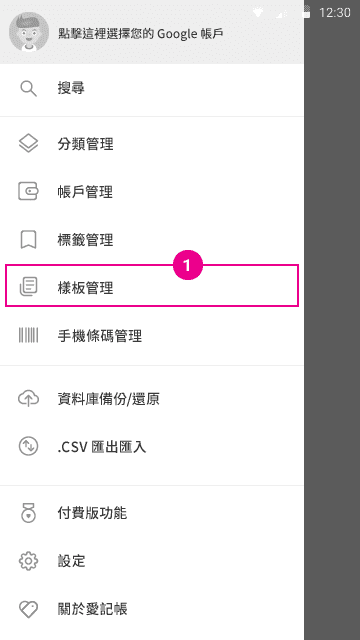 12:30
點擊這裡選擇您的 Google 帳戶
搜尋
分類管理
帳戶管理
標籤管理
1
樣板管理
手機條碼管理
資料庫備份/還原
.CSV 匯出匯入
付費版功能
設定
關於愛記帳